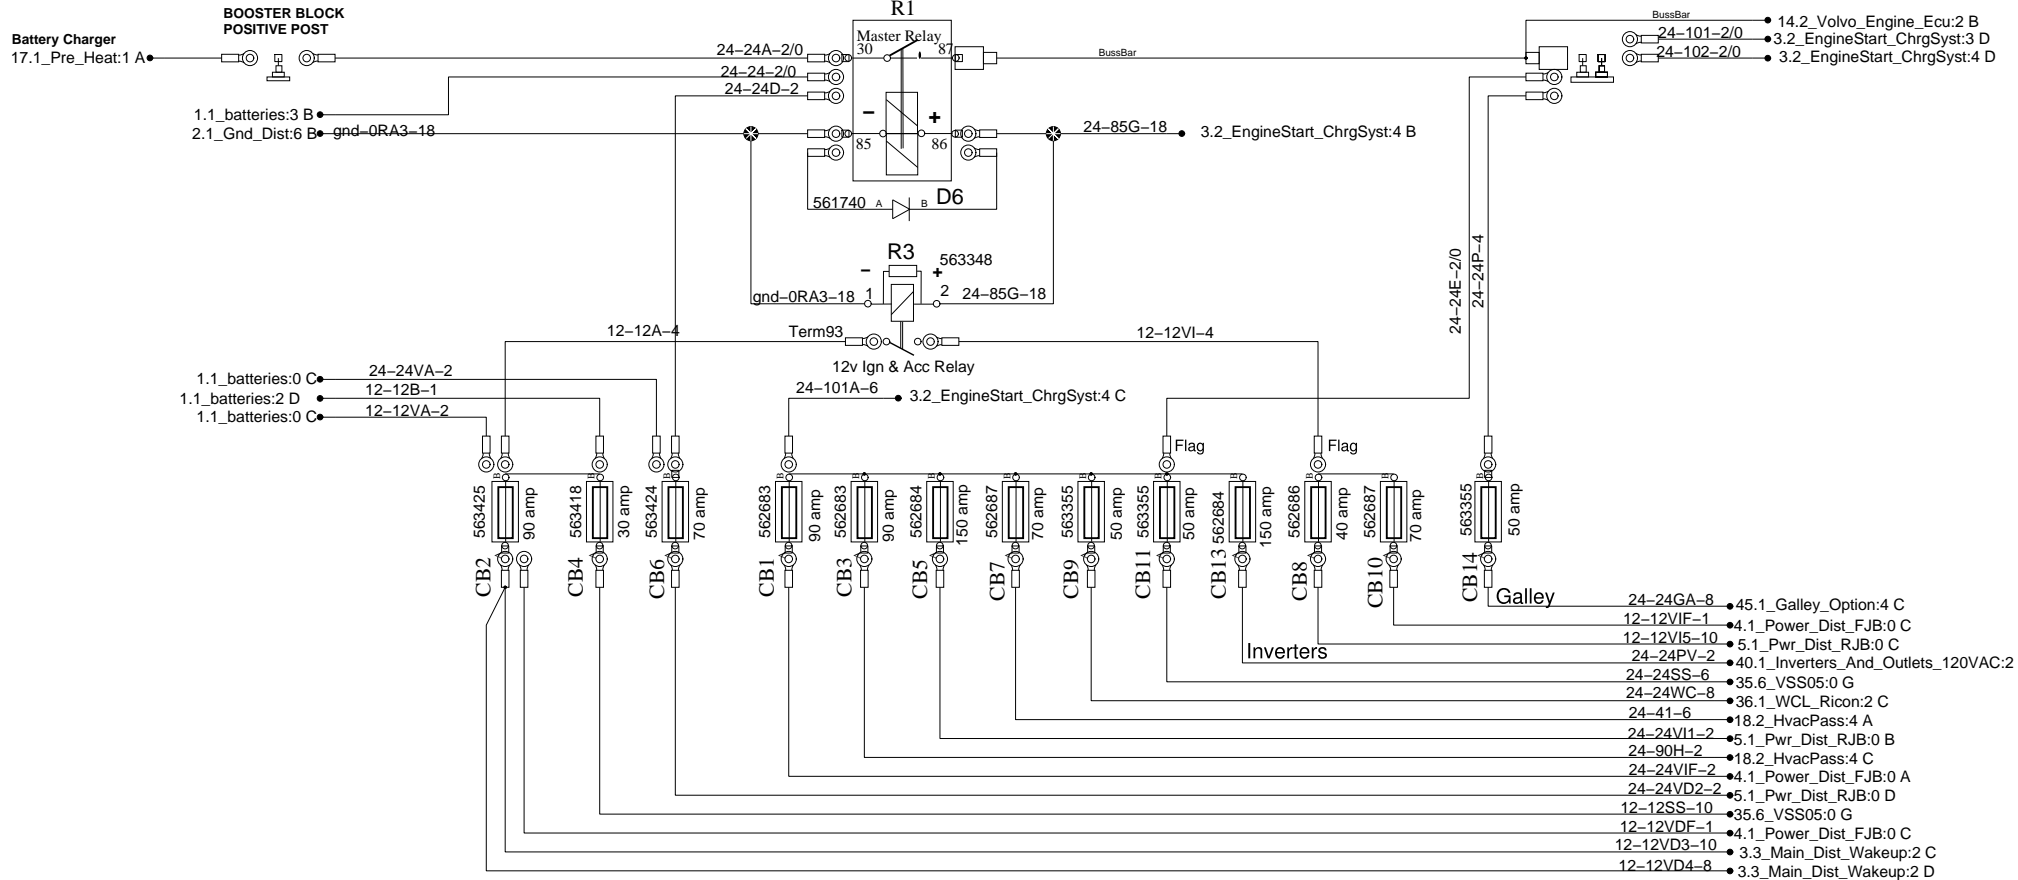 BOOSTER BLOCK
POSITIVE POST
Battery Charger
17.1_Pre_Heat:1 A
R1
Master Relay
30
87
24-24A-2/0
24-24-2/0
24-24D-2
BussBar
BussBar
14.2_Volvo_Engine_Ecu:2 B
24-101-2/0
3.2_EngineStart_ChrgSyst:3 D
24-102-2/0
3.2_EngineStart_ChrgSyst:4 D
1.1_batteries:3 B
2.1_Gnd_Dist:6 B
gnd-0RA3-18
−
+
85
86
24-85G-18
3.2_EngineStart_ChrgSyst:4 B
561740
A
B
D6
R3
−
+
563348
gnd-0RA3-18
1
2
24-85G-18
24-24E-2/0
24-24P-4
12-12A-4
Term93
12-12VI-4
12v Ign & Acc Relay
1.1_batteries:0 C
24-24VA-2
1.1_batteries:2 D
12-12B-1
1.1_batteries:0 C
12-12VA-2
24-101A-6
3.2_EngineStart_ChrgSyst:4 C
Flag
Flag
B
B
B
B
B
B
B
B
B
B
B
B
B
563425
90 amp
563418
30 amp
563424
70 amp
562683
90 amp
562683
90 amp
562684
150 amp
562687
70 amp
563355
50 amp
563355
50 amp
562684
150 amp
562686
40 amp
562687
70 amp
563355
50 amp
CB2
CB4
CB6
CB1
CB3
CB5
CB7
CB9
CB11
CB13
CB8
CB10
CB14
Galley
Inverters
24-24GA-8
45.1_Galley_Option:4 C
12-12VIF-1
4.1_Power_Dist_FJB:0 C
12-12VI5-10
5.1_Pwr_Dist_RJB:0 C
24-24PV-2
40.1_Inverters_And_Outlets_120VAC:2
24-24SS-6
35.6_VSS05:0 G
24-24WC-8
36.1_WCL_Ricon:2 C
24-41-6
18.2_HvacPass:4 A
24-24VI1-2
5.1_Pwr_Dist_RJB:0 B
24-90H-2
18.2_HvacPass:4 C
24-24VIF-2
4.1_Power_Dist_FJB:0 A
24-24VD2-2
5.1_Pwr_Dist_RJB:0 D
12-12SS-10
35.6_VSS05:0 G
12-12VDF-1
4.1_Power_Dist_FJB:0 C
12-12VD3-10
3.3_Main_Dist_Wakeup:2 C
12-12VD4-8
3.3_Main_Dist_Wakeup:2 D